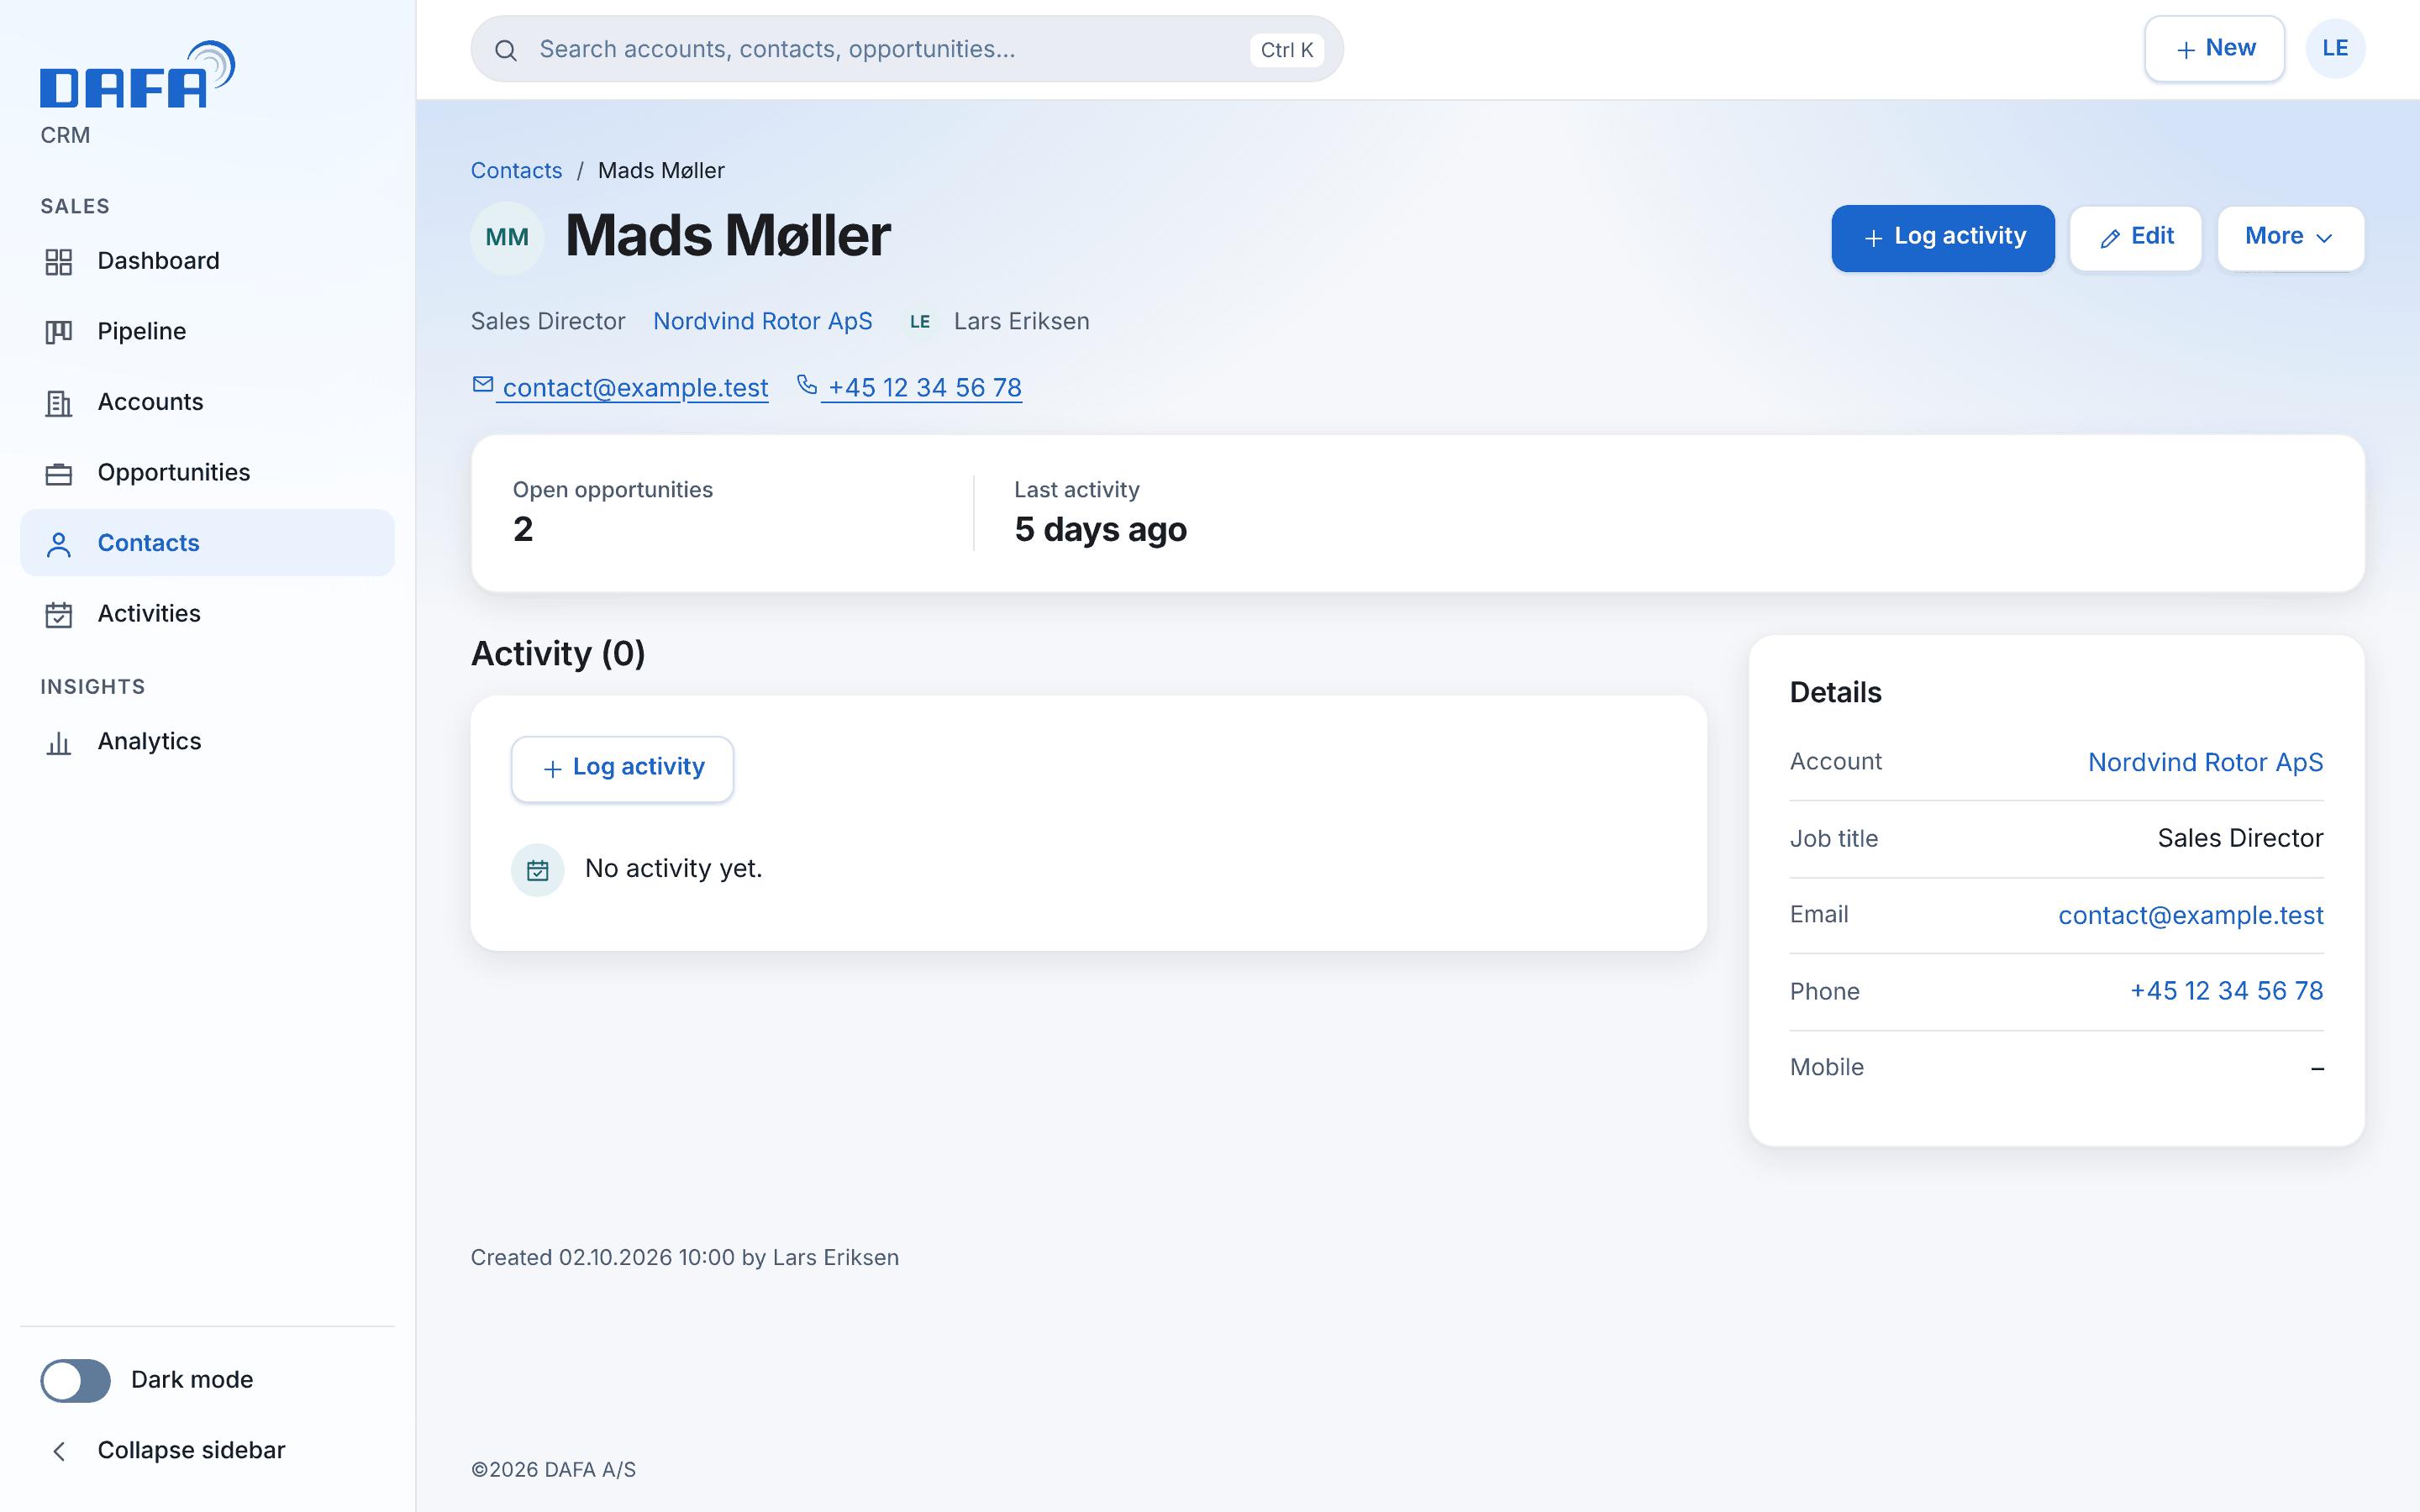 DAFA
CRM
SALES
Dashboard
Pipeline
Accounts
Opportunities
Contacts
Activities
INSIGHTS
Analytics
Dark mode
Collapse sidebar
Search accounts, contacts, opportunities...
Ctrl K
+ New
LE
Contacts / Mads Møller
MM
Mads Møller
+ Log activity
Edit
More
Sales Director Nordvind Rotor ApS LE Lars Eriksen
contact@example.test +45 12 34 56 78
Open opportunities
2
Last activity
5 days ago
Activity (0)
+ Log activity
No activity yet.
Details
Account Nordvind Rotor ApS
Job title Sales Director
Email contact@example.test
Phone +45 12 34 56 78
Mobile –
Created 02.10.2026 10:00 by Lars Eriksen
©2026 DAFA A/S